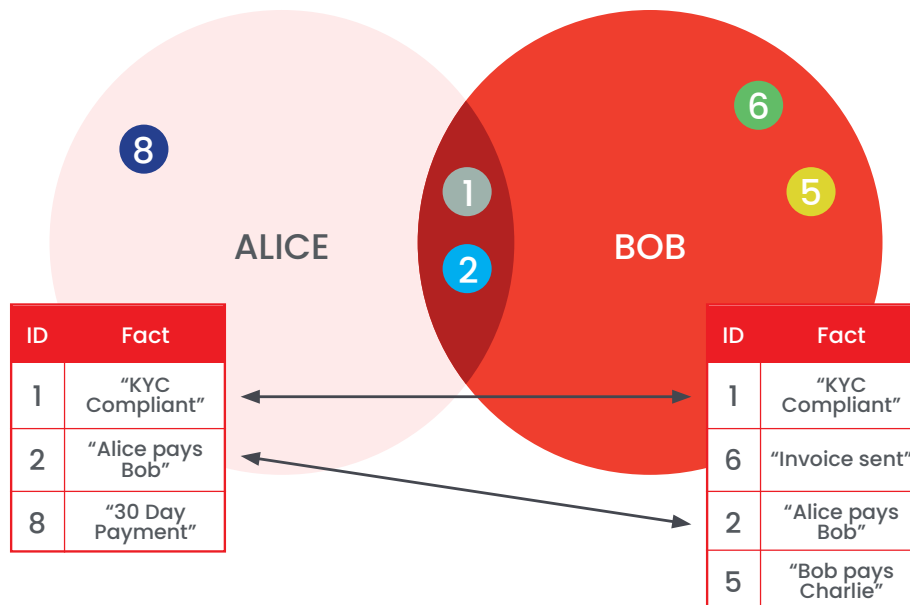 6
8
1
5
ALICE
BOB
2
ID Fact
1 “KYC
Compliant”
2 “Alice pays
Bob”
8 “30 Day
Payment”
ID Fact
1 “KYC
Compliant”
6 “Invoice sent”
2 “Alice pays
Bob”
5 “Bob pays
Charlie”